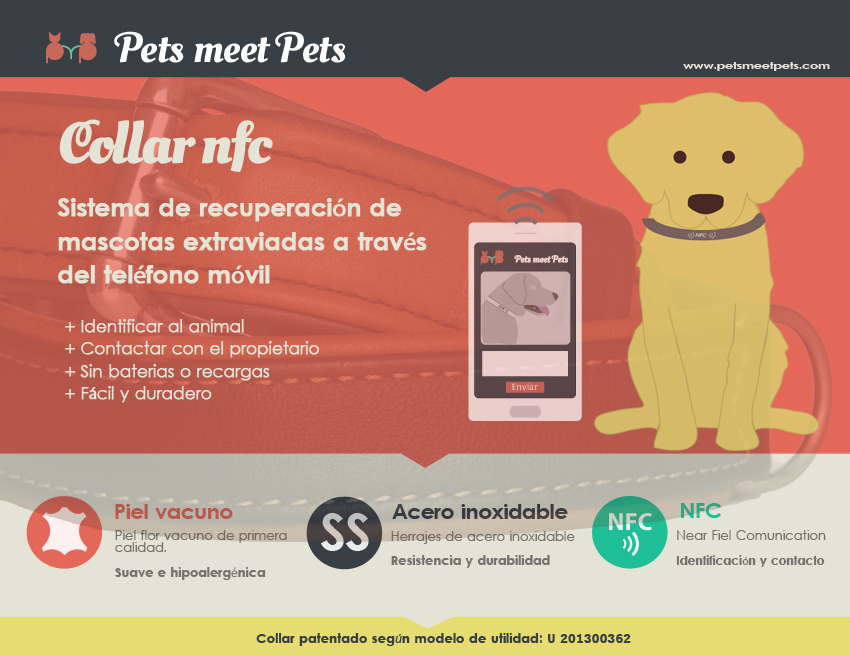 Pets meet Pets
www.petsmeetpets.com
Collar nfc
Sistema de recuperación de
mascotas extraviadas a través
del teléfono móvil
+ Identificar al animal
+ Contactar con el propietario
+ Sin baterias o recargas
+ Fácil y duradero
Pets meet Pets
Enviar
NFC
Piel vacuno
Piel flor vacuno de primera
calidad.
Suave e hipoalergénica
SS
Acero inoxidable
Herrajes de acero inoxidable
Resistencia y durabilidad
NFC
NFC
Near Fiel Comunication
Identificación y contacto
Collar patentado según modelo de utilidad: U 201300362